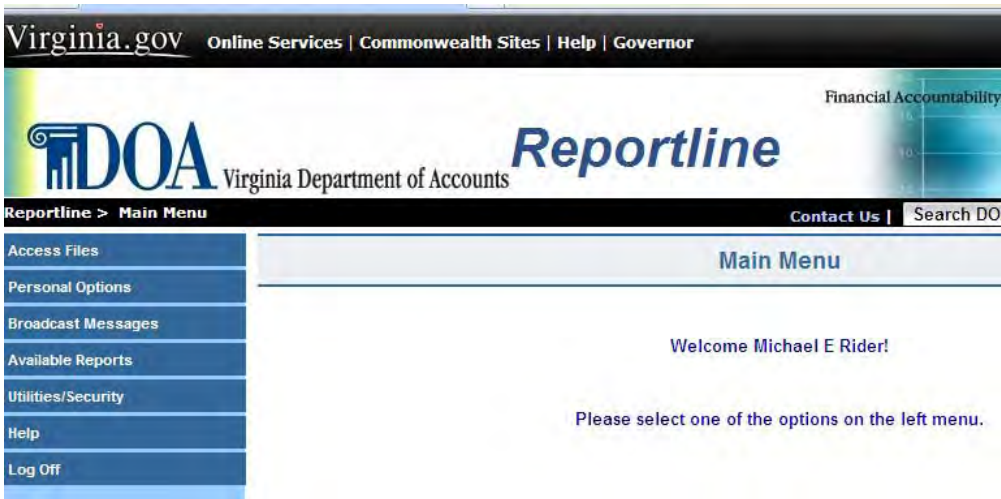 Virginia.gov Online Services | Commonwealth Sites | Help | Governor
Financial Accountability
DOA Virginia Department of Accounts Reportline
Reportline > Main Menu Contact Us | Search DO
Access Files
Personal Options
Broadcast Messages
Available Reports
Utilities/Security
Help
Log Off
Main Menu
Welcome Michael E Rider!
Please select one of the options on the left menu.